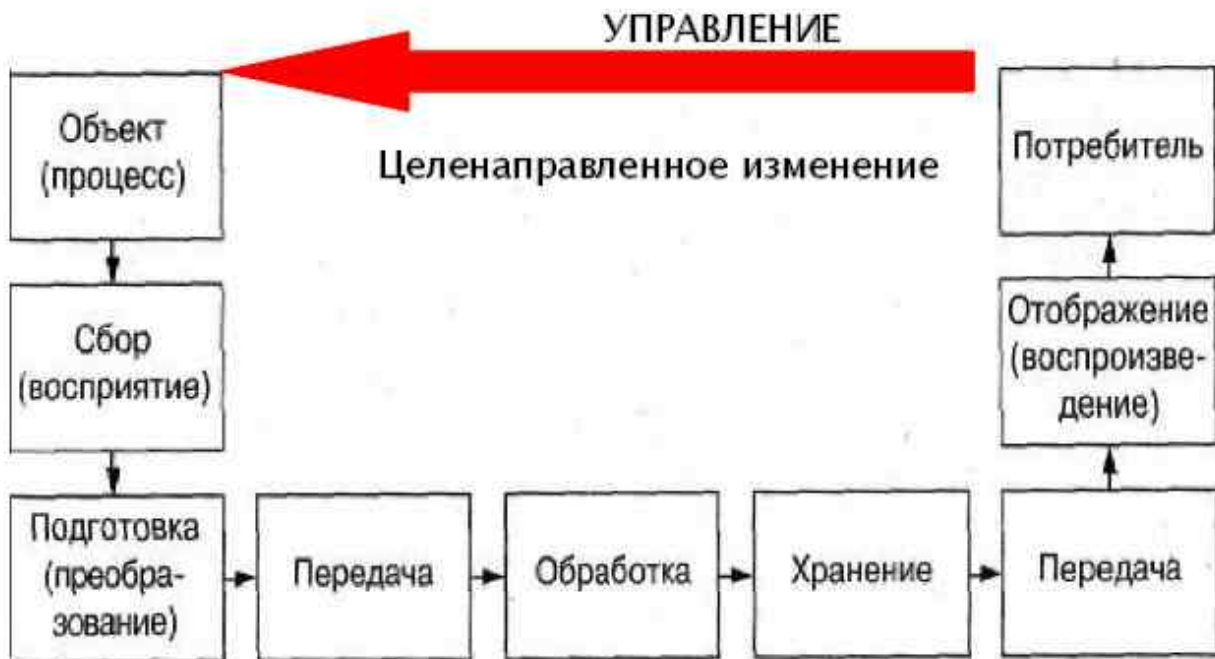 УПРАВЛЕНИЕ
Объект
(процесс)
Целенаправленное изменение
Потребитель
Сбор
(восприятие)
Отображение
(воспроизве-
дение)
Подготовка
(преобра-
зование)
Передача
Обработка
Хранение
Передача